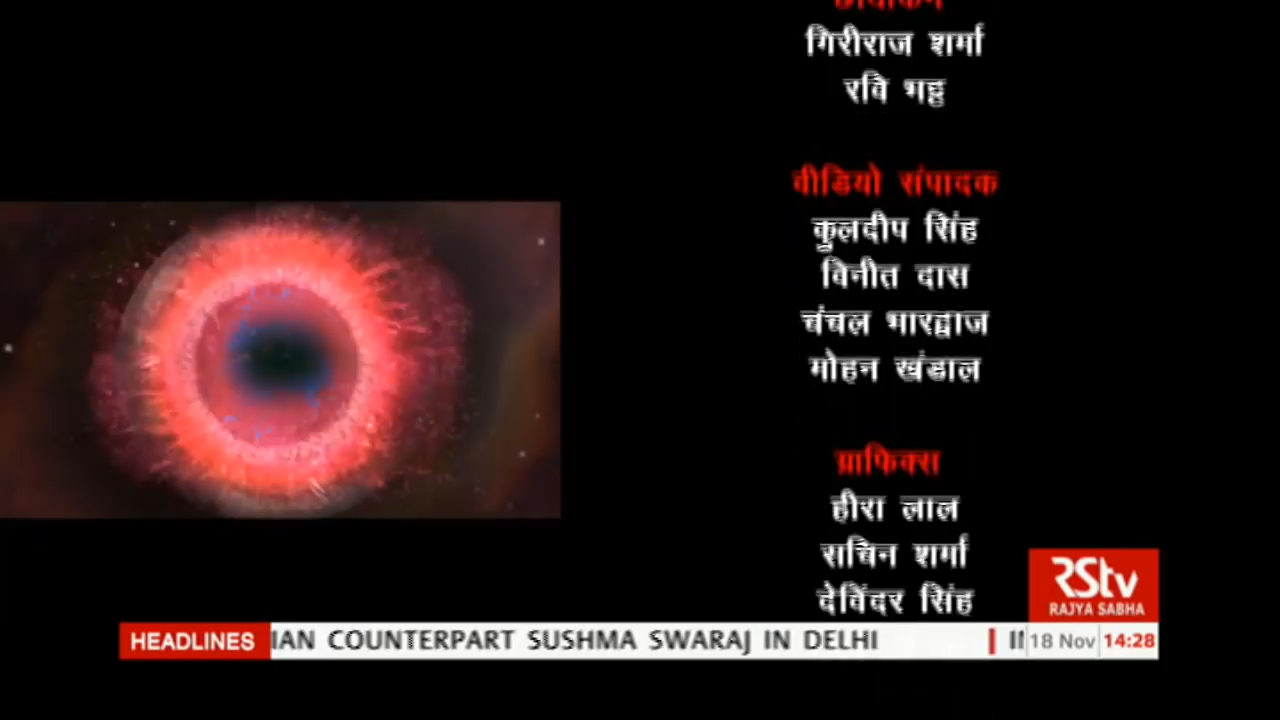 छायांकन
गिरीराज शर्मा
रवि भट्ट
वीडियो संपादक
कुलदीप सिंह
विनीत दास
चंचल भारद्वाज
मोहन खंडाल
ग्राफिक्स
हीरा लाल
सचिन शर्मा
देविंदर सिंह
RStv
RAJYA SABHA
HEADLINES IAN COUNTERPART SUSHMA SWARAJ IN DELHI 18 Nov 14:28